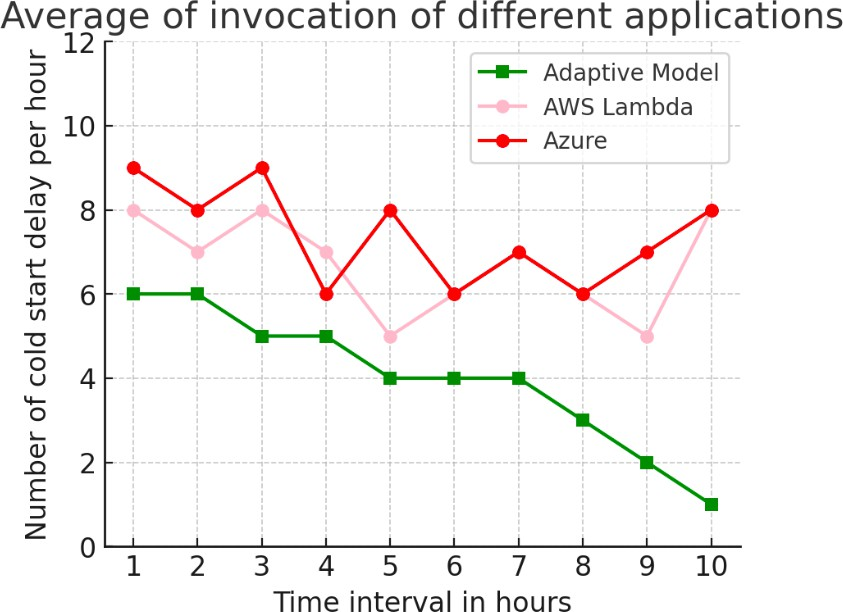 Average of invocation of different applications
Number of cold start delay per hour
12
10
8
6
4
2
0
Adaptive Model
AWS Lambda
Azure
1 2 3 4 5 6 7 8 9 10
Time interval in hours